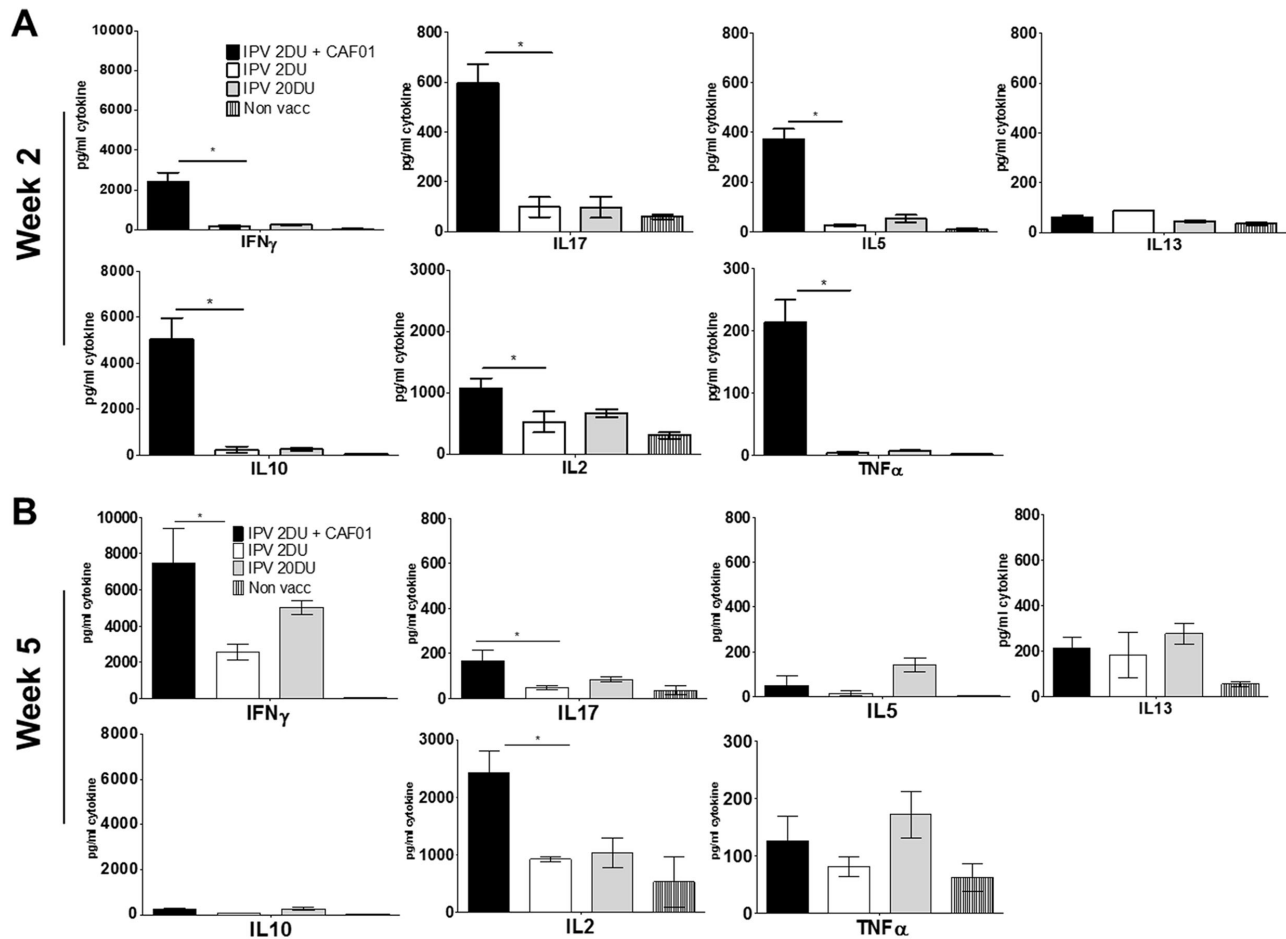 A
Week 2
pg/ml cytokine
10000
8000
6000
4000
2000
0
IPV 2DU + CAF01
IPV 2DU
IPV 20DU
Non vacc
*
IFNγ
pg/ml cytokine
800
600
400
200
0
*
IL17
pg/ml cytokine
800
600
400
200
0
*
IL5
pg/ml cytokine
800
600
400
200
0
IL13
pg/ml cytokine
8000
6000
4000
2000
0
*
IL10
pg/ml cytokine
3000
2000
1000
0
*
IL2
pg/ml cytokine
300
200
100
0
*
TNFα
B
Week 5
pg/ml cytokine
10000
8000
6000
4000
2000
0
*
IPV 2DU + CAF01
IPV 2DU
IPV 20DU
Non vacc
IFNγ
pg/ml cytokine
800
600
400
200
0
*
IL17
pg/ml cytokine
800
600
400
200
0
IL5
pg/ml cytokine
800
600
400
200
0
IL13
pg/ml cytokine
8000
6000
4000
2000
0
IL10
pg/ml cytokine
3000
2000
1000
0
*
IL2
pg/ml cytokine
300
200
100
0
TNFα